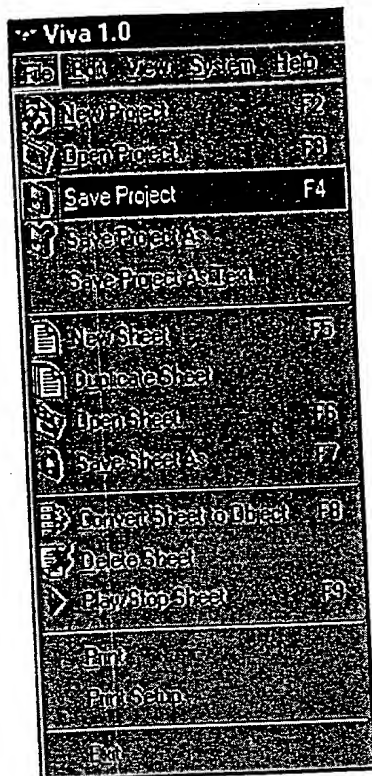 Viva 1.0
File Edit View System Help
New Project F2
Open Project... F3
Save Project F4
Save Project As...
Save Project As Text...
New Sheet F5
Duplicate Sheet
Open Sheet... F6
Save Sheet As... F7
Convert Sheet to Object F8
Delete Sheet
Play/Stop Sheet F9
Print
Print Setup...
Exit